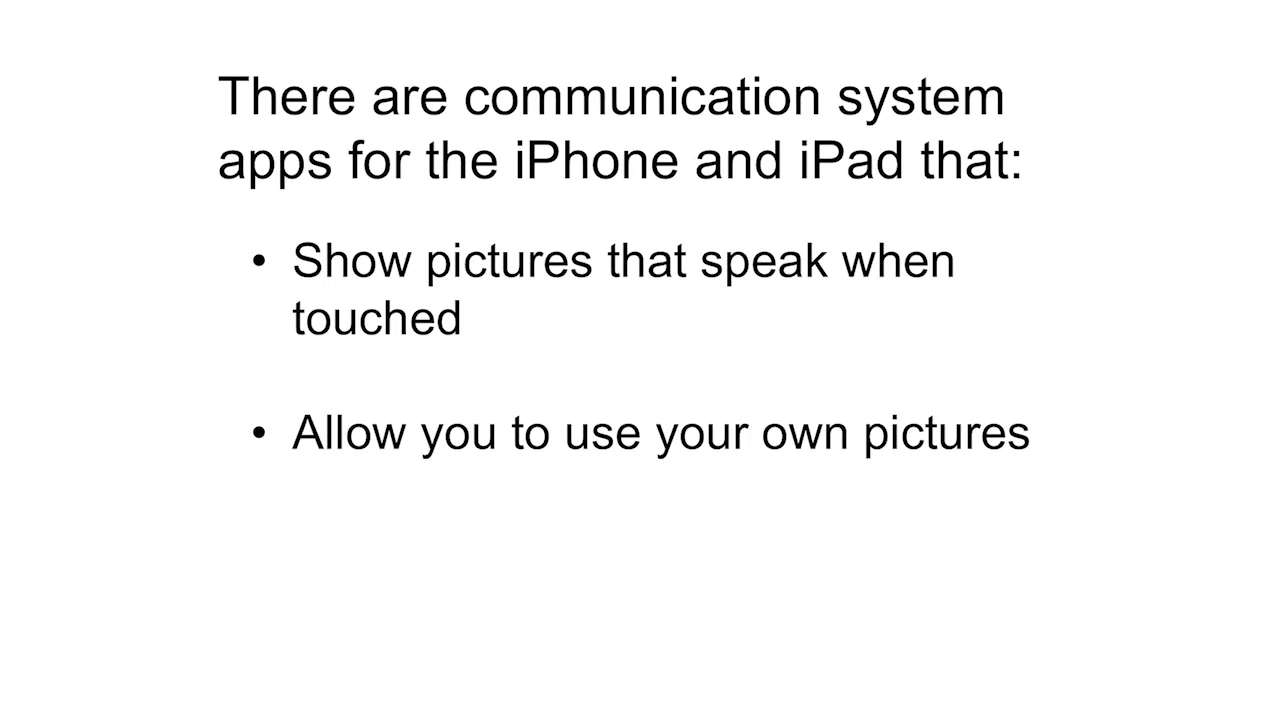 There are communication system
apps for the iPhone and iPad that:
• Show pictures that speak when
touched
• Allow you to use your own pictures